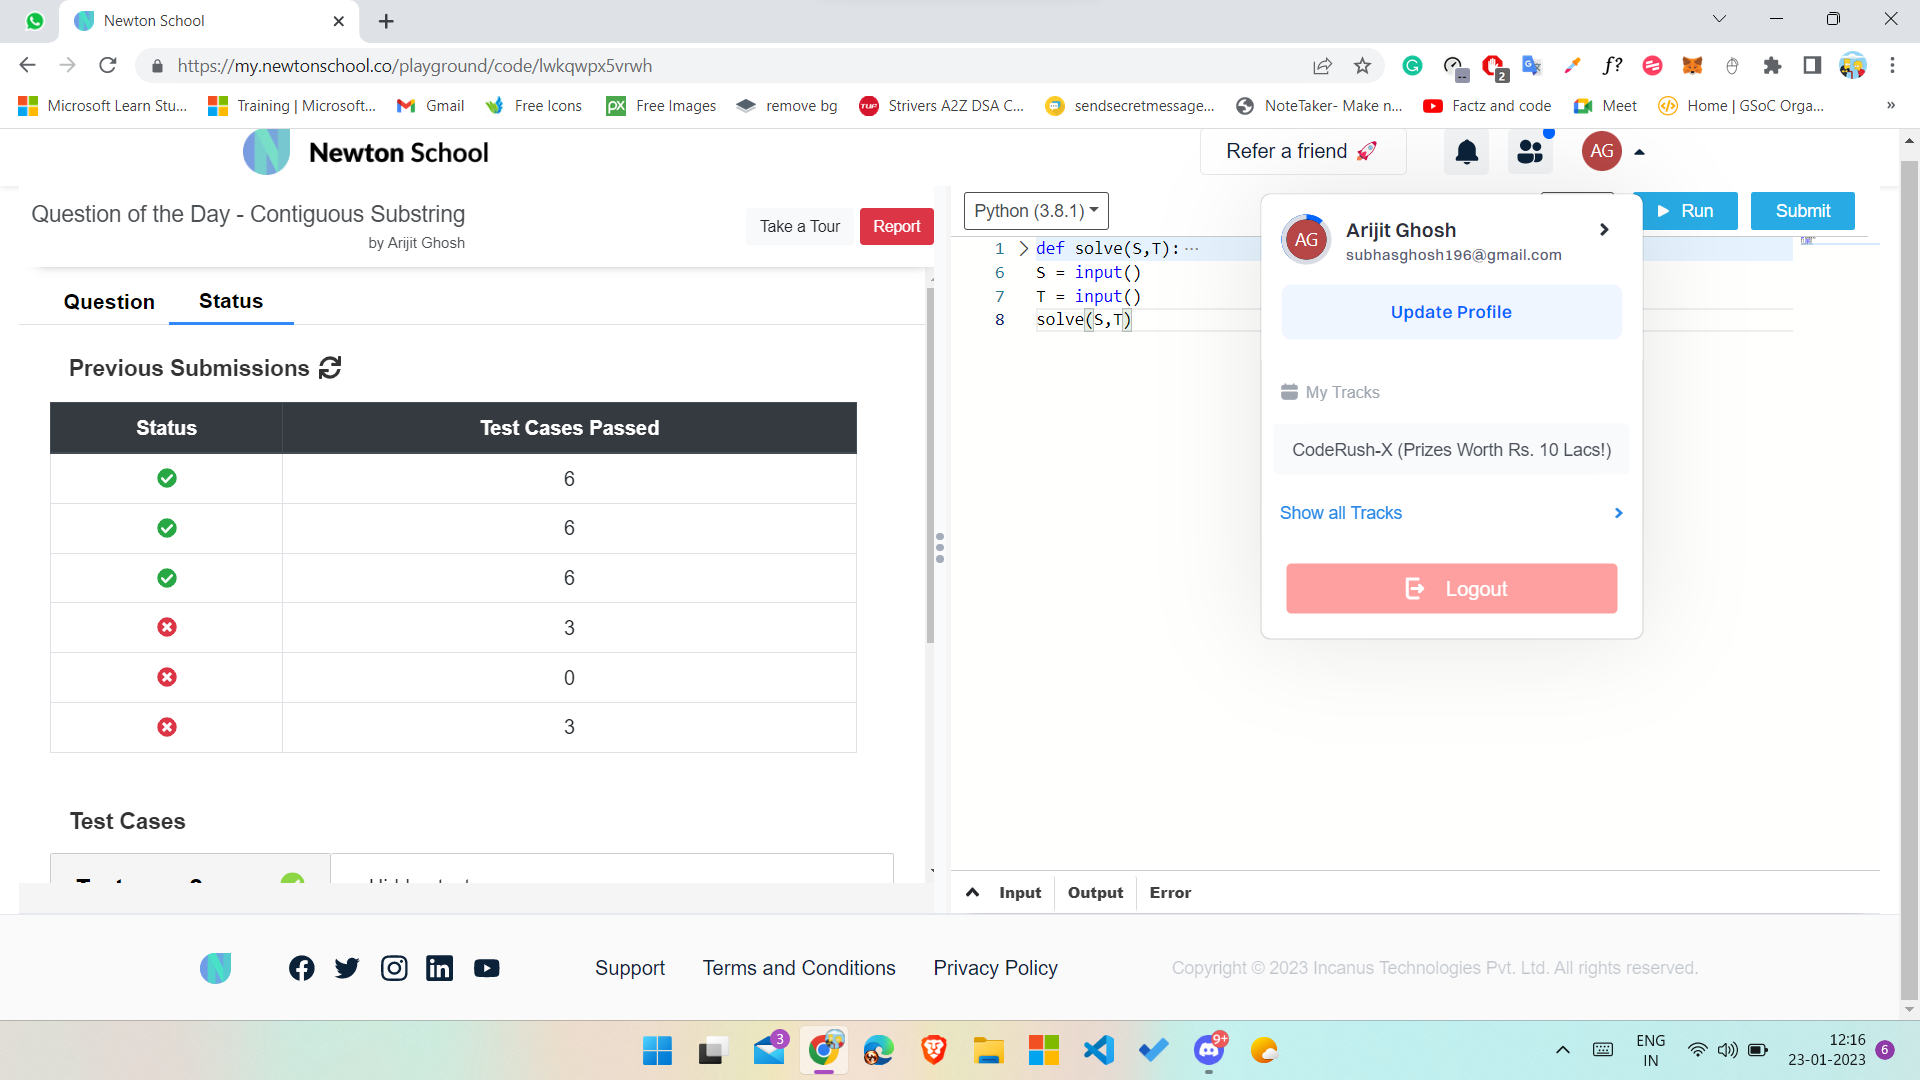 Newton School
https://my.newtonschool.co/playground/code/lwkqwpx5vrwh
2
Microsoft Learn Stu...
Training | Microsoft...
Gmail
Free Icons
Free Images
remove bg
Strivers A2Z DSA C...
sendsecretmessage...
NoteTaker- Make n...
Factz and code
Meet
Home | GSoC Orga...
»
Newton School
Refer a friend 🚀
AG
Question of the Day - Contiguous Substring
by Arijit Ghosh
Take a Tour
Report
Question
Status
Previous Submissions
Status
Test Cases Passed
6
6
6
3
0
3
Test Cases
Python (3.8.1)
Run
Submit
1 def solve(S,T): ···
6 S = input()
7 T = input()
8 solve(S,T)
AG
Arijit Ghosh
subhasghosh196@gmail.com
Update Profile
My Tracks
CodeRush-X (Prizes Worth Rs. 10 Lacs!)
Show all Tracks
Logout
Input
Output
Error
Support
Terms and Conditions
Privacy Policy
Copyright © 2023 Incanus Technologies Pvt. Ltd. All rights reserved.
3
9+
ENG
IN
12:16
23-01-2023
6